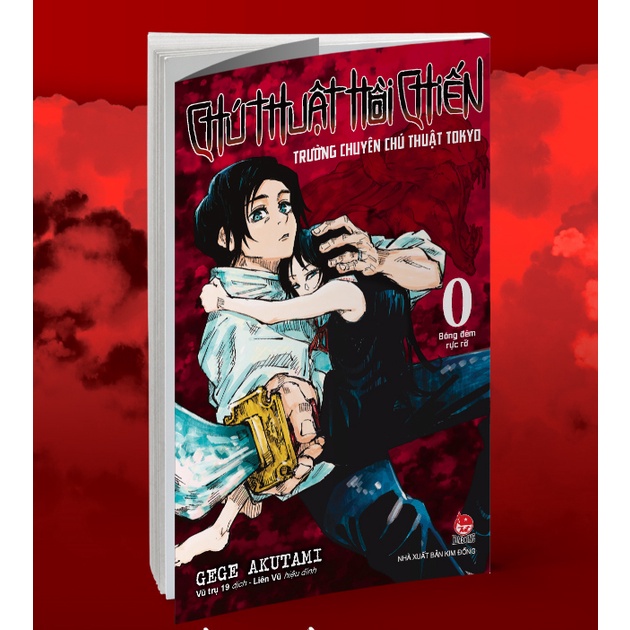 CHÚ THUẬT HỒI CHIẾN
TRƯỜNG CHUYÊN CHÚ THUẬT TOKYO
0
Bóng đêm
rực rỡ
GEGE AKUTAMI
Vũ trụ 19 dịch - Liên Vũ hiệu đính
NHÀ XUẤT BẢN KIM ĐỒNG